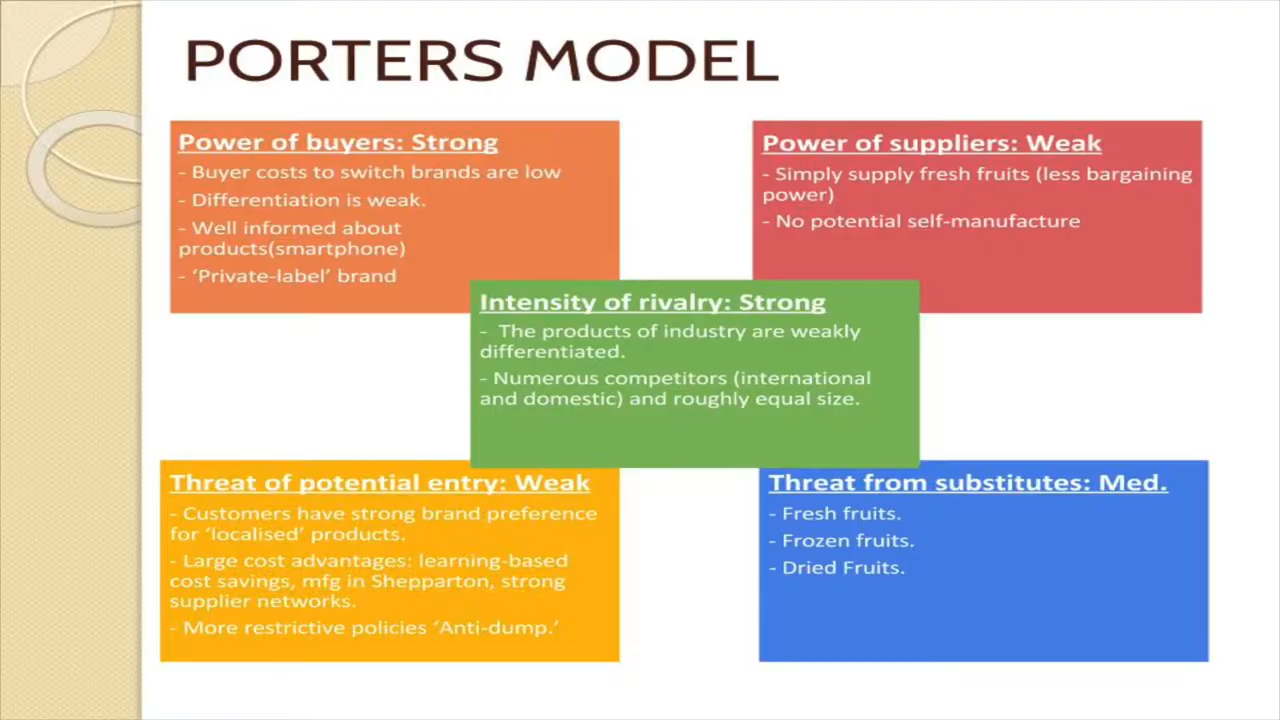 PORTERS MODEL
Power of buyers: Strong
- Buyer costs to switch brands are low
- Differentiation is weak.
- Well informed about
products(smartphone)
- ‘Private-label’ brand
Power of suppliers: Weak
- Simply supply fresh fruits (less bargaining
power)
- No potential self-manufacture
Intensity of rivalry: Strong
- The products of industry are weakly
differentiated.
- Numerous competitors (international
and domestic) and roughly equal size.
Threat of potential entry: Weak
- Customers have strong brand preference
for ‘localised’ products.
- Large cost advantages: learning-based
cost savings, mfg in Shepparton, strong
supplier networks.
- More restrictive policies ‘Anti-dump.’
Threat from substitutes: Med.
- Fresh fruits.
- Frozen fruits.
- Dried Fruits.